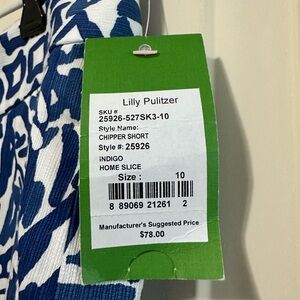 Lilly Pulitzer
SKU #
25926-527SK3-10
Style Name:
CHIPPER SHORT
Style #: 25926
INDIGO
HOME SLICE
Size : 10
8 89069 21261 2
Manufacturer's Suggested Price
$78.00